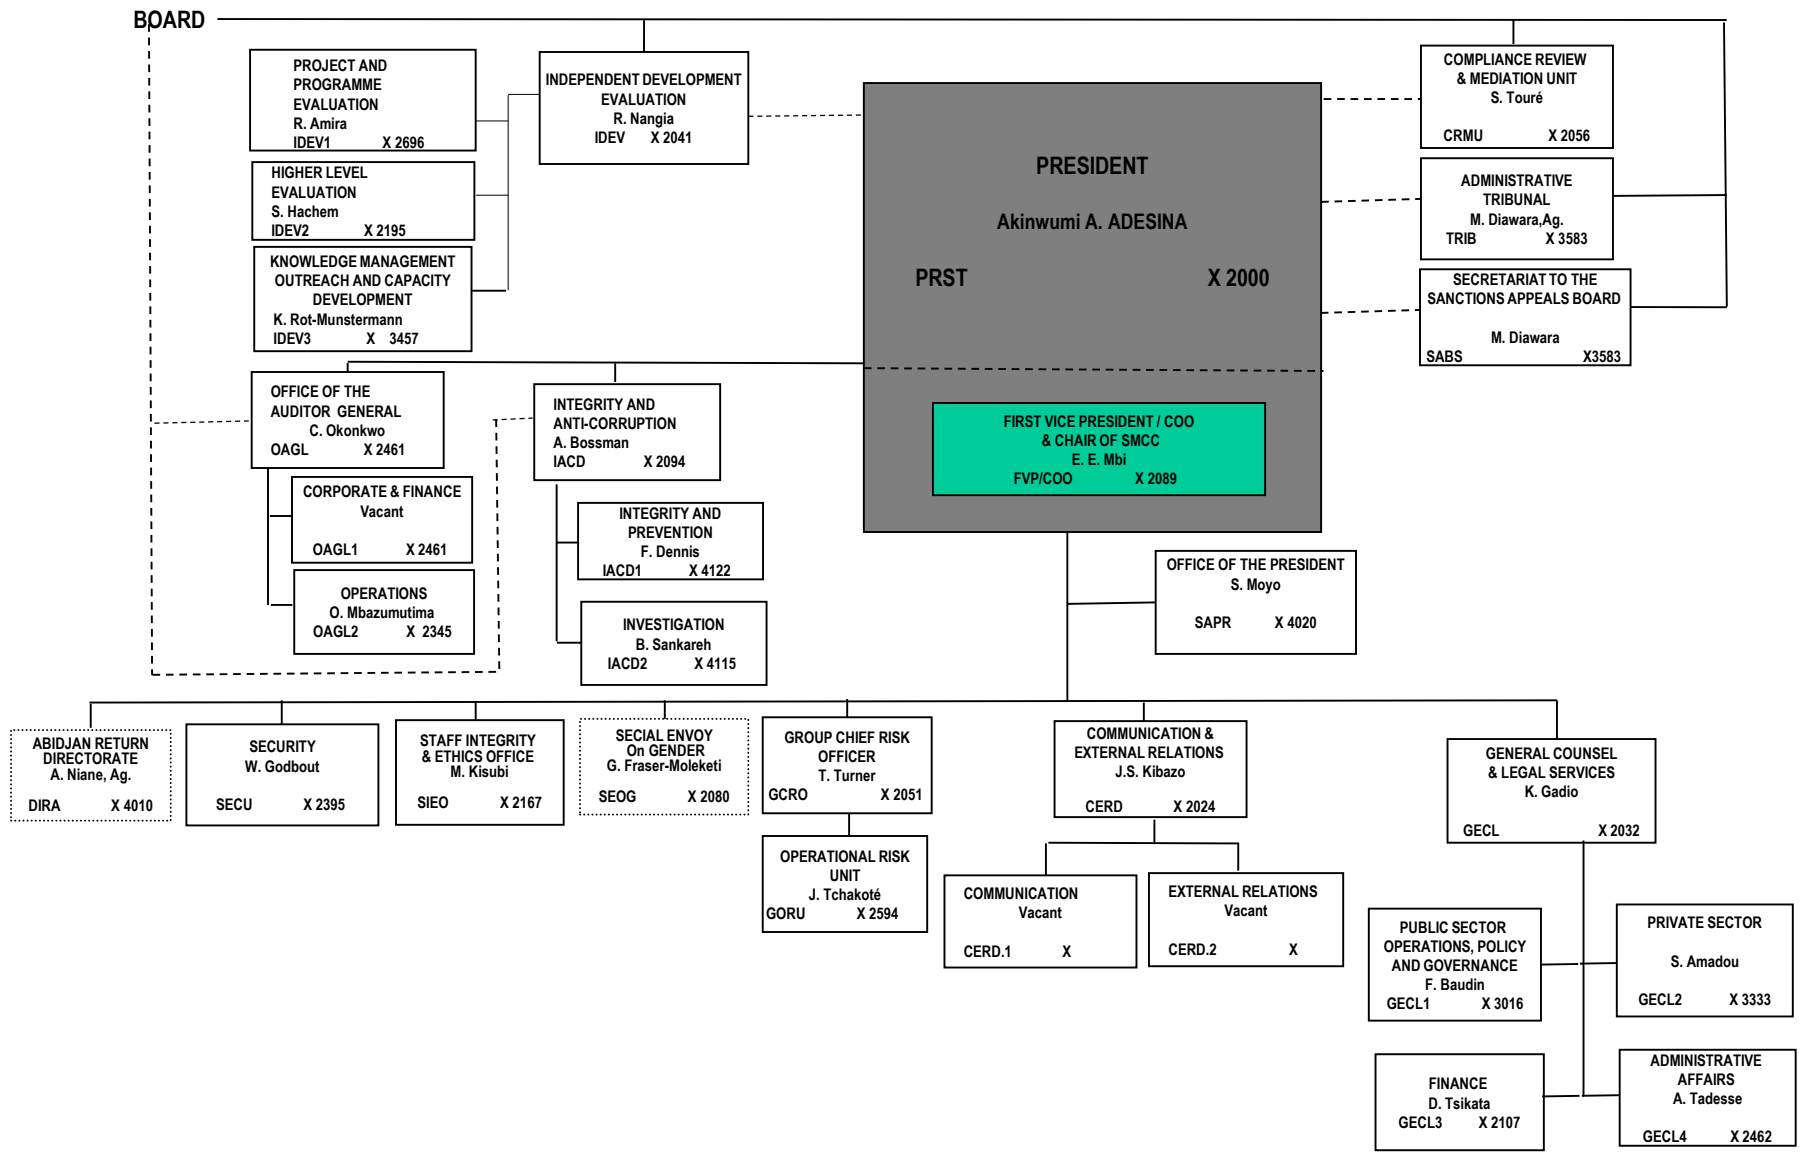 BOARD
PROJECT AND
PROGRAMME
EVALUATION
R. Amira
IDEV1 X 2696
INDEPENDENT DEVELOPMENT
EVALUATION
R. Nangia
IDEV X 2041
HIGHER LEVEL
EVALUATION
S. Hachem
IDEV2 X 2195
KNOWLEDGE MANAGEMENT
OUTREACH AND CAPACITY
DEVELOPMENT
K. Rot-Munstermann
IDEV3 X 3457
PRESIDENT
Akinwumi A. ADESINA
PRST X 2000
COMPLIANCE REVIEW
& MEDIATION UNIT
S. Touré
CRMU X 2056
ADMINISTRATIVE
TRIBUNAL
M. Diawara,Ag.
TRIB X 3583
SECRETARIAT TO THE
SANCTIONS APPEALS BOARD
M. Diawara
SABS X3583
OFFICE OF THE
AUDITOR GENERAL
C. Okonkwo
OAGL X 2461
CORPORATE & FINANCE
Vacant
OAGL1 X 2461
OPERATIONS
O. Mbazumutima
OAGL2 X 2345
INTEGRITY AND
ANTI-CORRUPTION
A. Bossman
IACD X 2094
INTEGRITY AND
PREVENTION
F. Dennis
IACD1 X 4122
INVESTIGATION
B. Sankareh
IACD2 X 4115
FIRST VICE PRESIDENT / COO
& CHAIR OF SMCC
E. E. Mbi
FVP/COO X 2089
OFFICE OF THE PRESIDENT
S. Moyo
SAPR X 4020
ABIDJAN RETURN
DIRECTORATE
A. Niane, Ag.
DIRA X 4010
SECURITY
W. Godbout
SECU X 2395
STAFF INTEGRITY
& ETHICS OFFICE
M. Kisubi
SIEO X 2167
SECIAL ENVOY
On GENDER
G. Fraser-Moleketi
SEOG X 2080
GROUP CHIEF RISK
OFFICER
T. Turner
GCRO X 2051
OPERATIONAL RISK
UNIT
J. Tchakoté
GORU X 2594
COMMUNICATION &
EXTERNAL RELATIONS
J.S. Kibazo
CERD X 2024
COMMUNICATION
Vacant
CERD.1 X
EXTERNAL RELATIONS
Vacant
CERD.2 X
GENERAL COUNSEL
& LEGAL SERVICES
K. Gadio
GECL X 2032
PUBLIC SECTOR
OPERATIONS, POLICY
AND GOVERNANCE
F. Baudin
GECL1 X 3016
PRIVATE SECTOR
S. Amadou
GECL2 X 3333
FINANCE
D. Tsikata
GECL3 X 2107
ADMINISTRATIVE
AFFAIRS
A. Tadesse
GECL4 X 2462